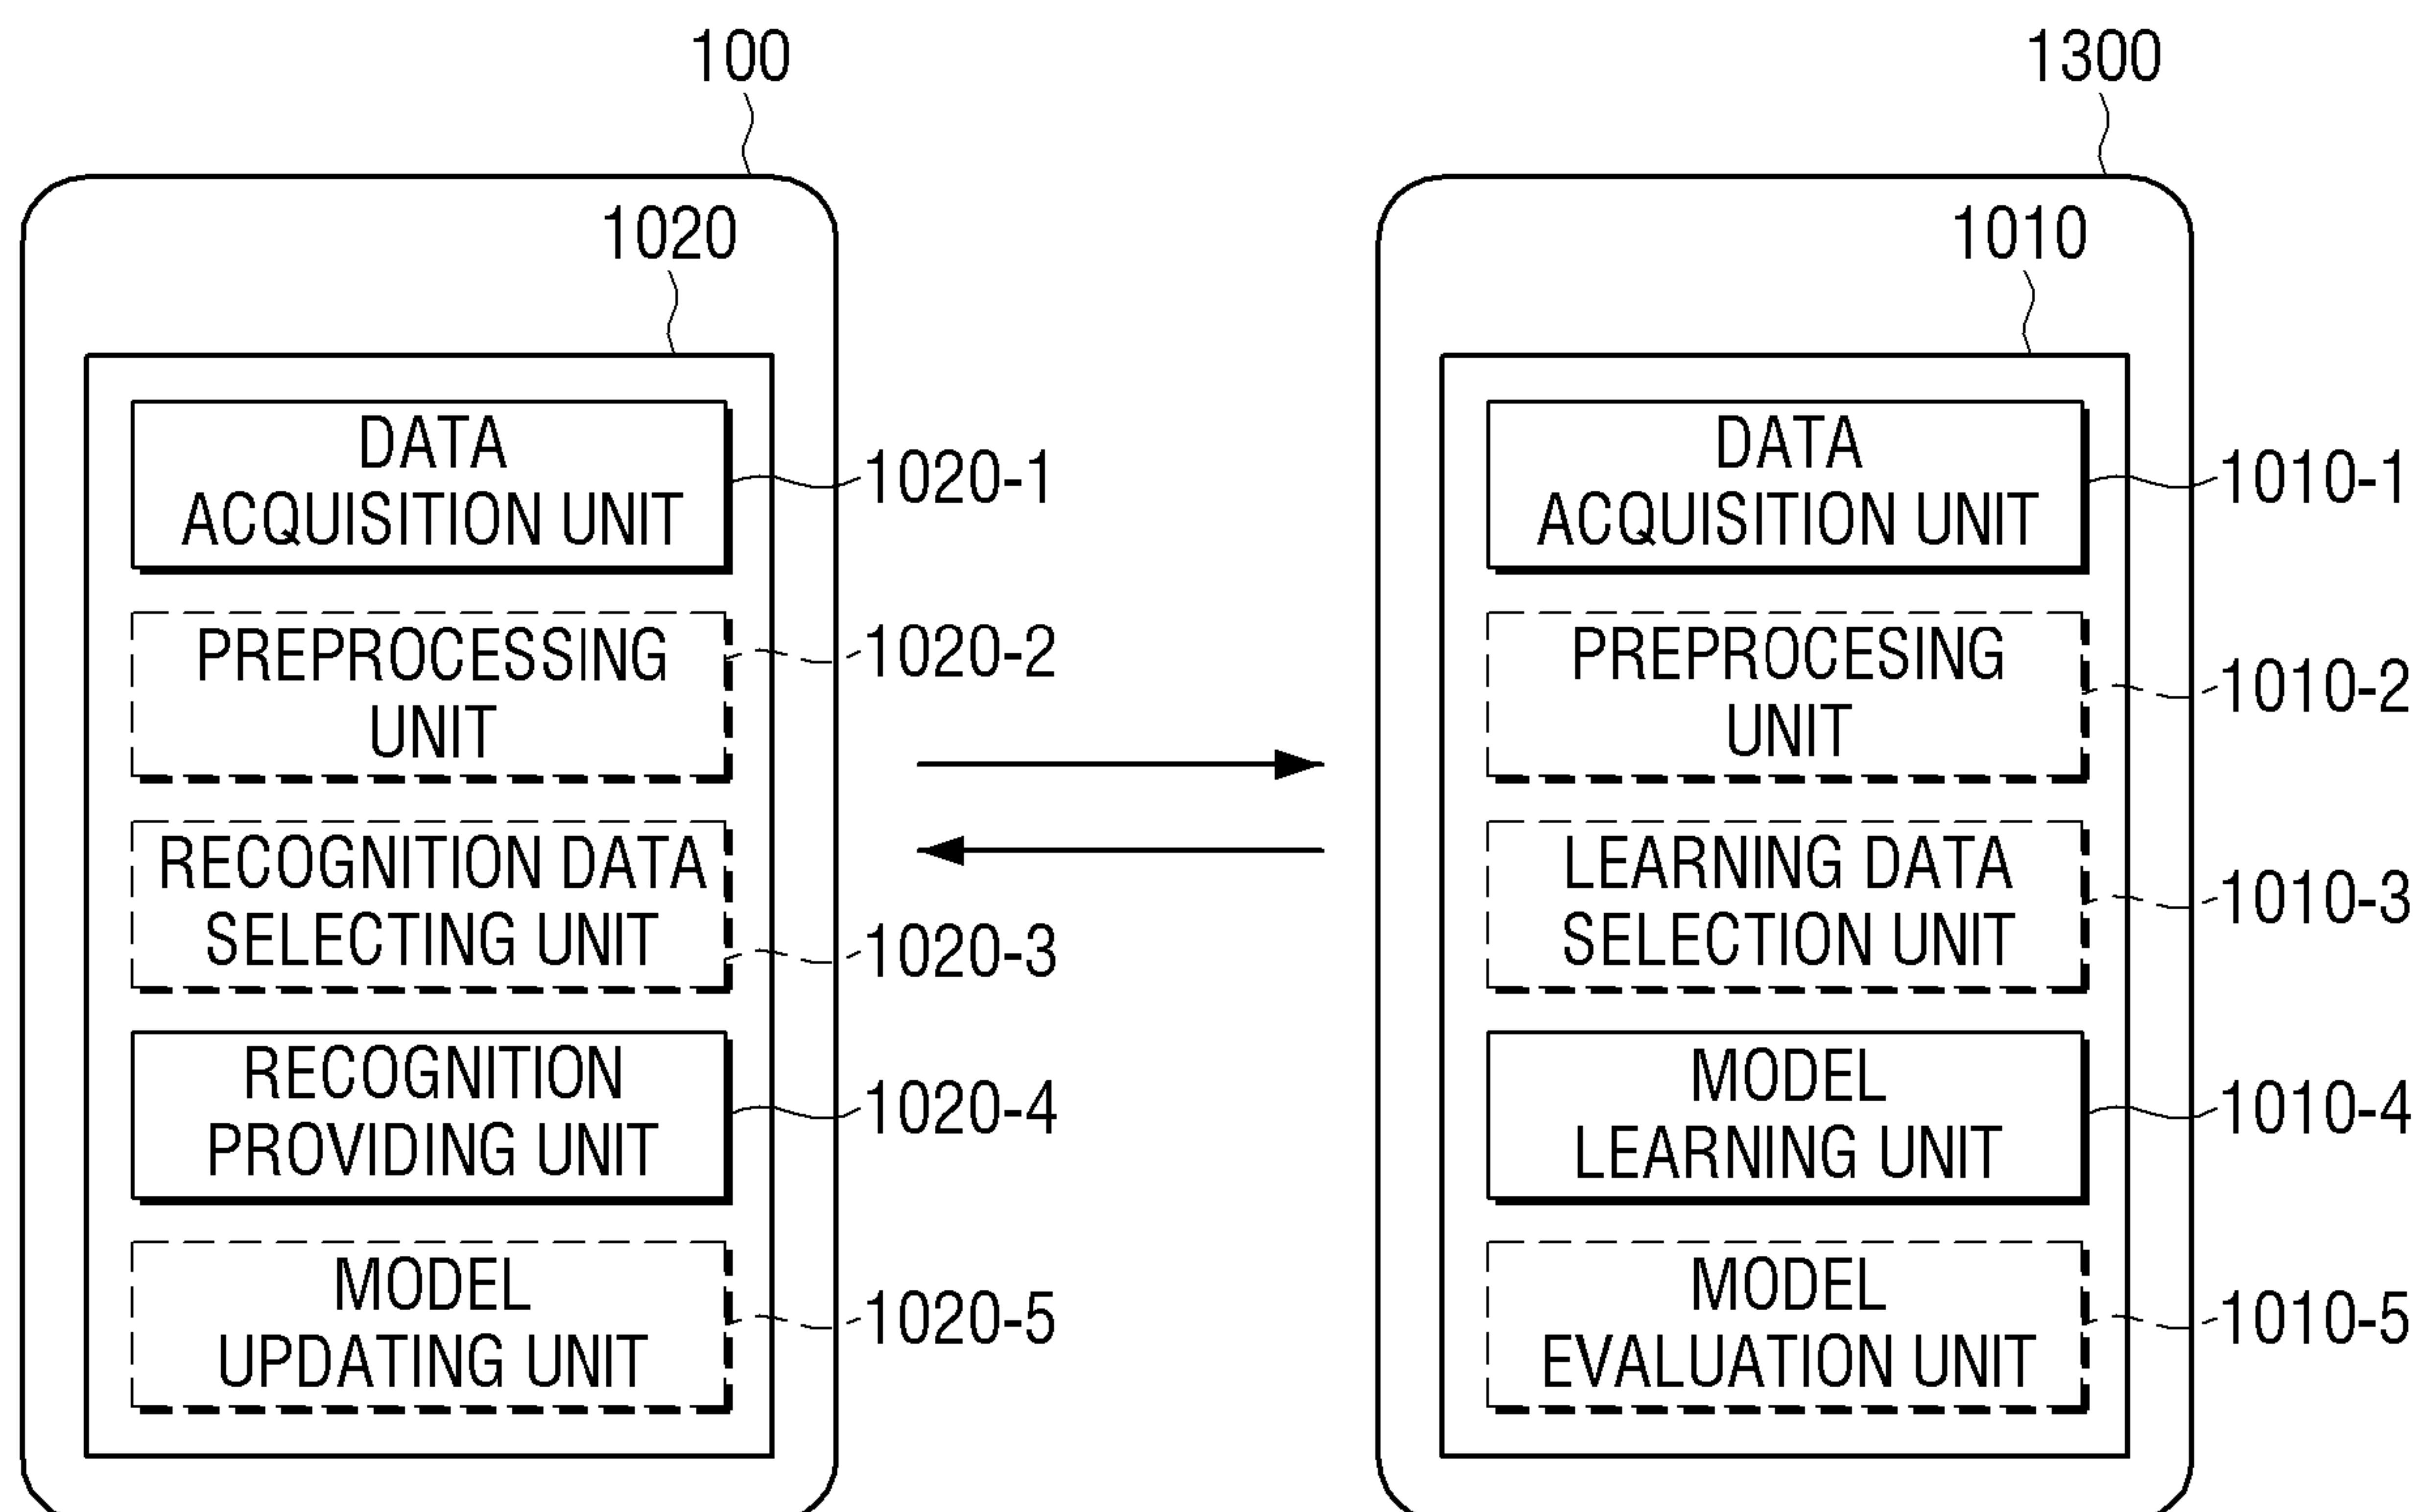 100
1020
DATA
ACQUISITION UNIT
1020-1
PREPROCESSING
UNIT
1020-2
RECOGNITION DATA
SELECTING UNIT
1020-3
RECOGNITION
PROVIDING UNIT
1020-4
MODEL
UPDATING UNIT
1020-5
1300
1010
DATA
ACQUISITION UNIT
1010-1
PREPROCESING
UNIT
1010-2
LEARNING DATA
SELECTION UNIT
1010-3
MODEL
LEARNING UNIT
1010-4
MODEL
EVALUATION UNIT
1010-5